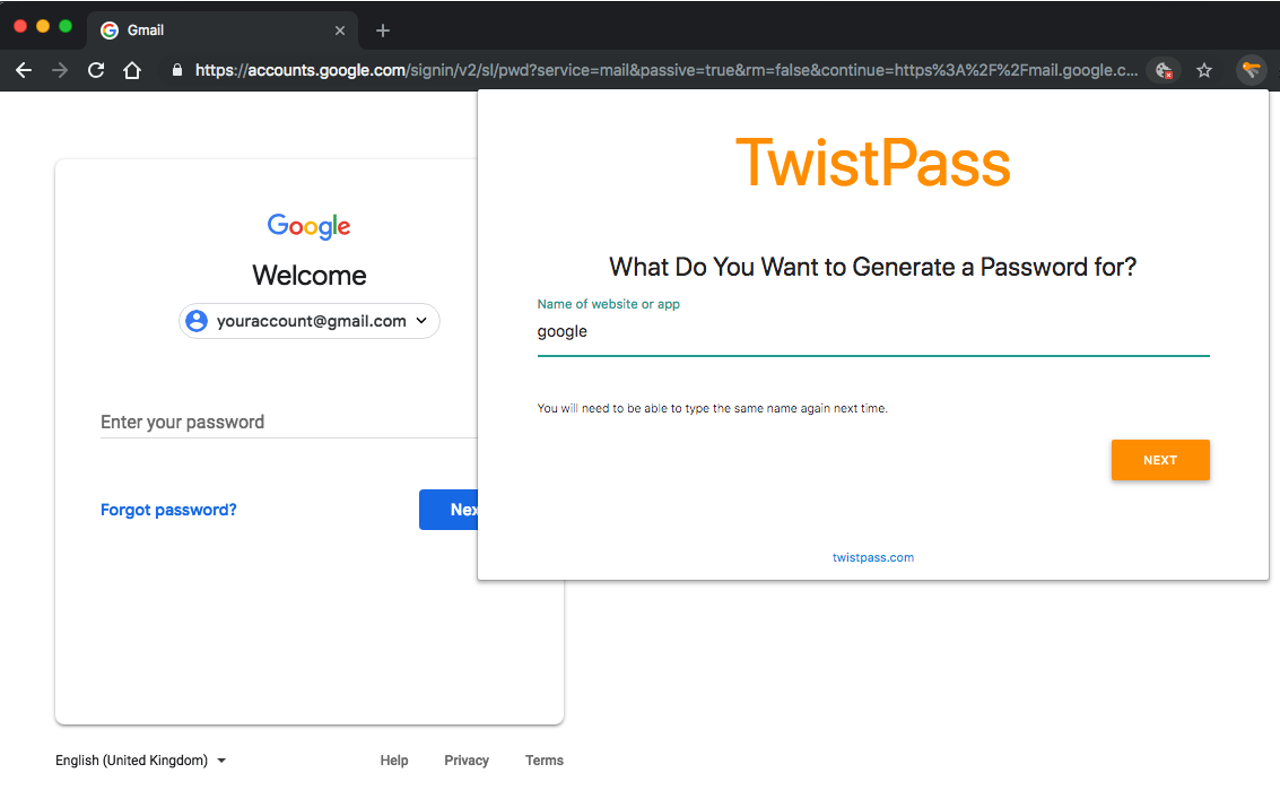 Gmail
https://accounts.google.com/signin/v2/sl/pwd?service=mail&passive=true&rm=false&continue=https%3A%2F%2Fmail.google.c...
Google
Welcome
youraccount@gmail.com
Enter your password
Forgot password?
Nex
English (United Kingdom)
Help
Privacy
Terms
TwistPass
What Do You Want to Generate a Password for?
Name of website or app
google
You will need to be able to type the same name again next time.
NEXT
twistpass.com